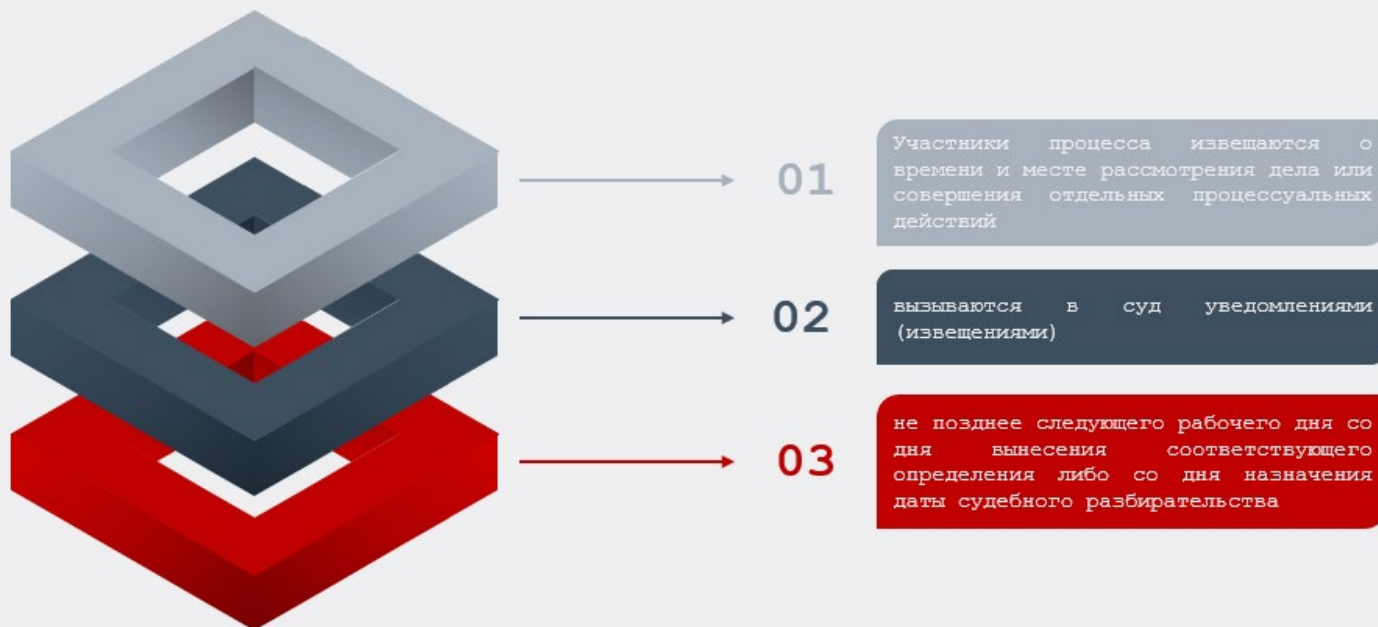 01
Участники процесса извещаются о
времени и месте рассмотрения дела или
совершения отдельных процессуальных
действий
02
вызываются в суд уведомлениями
(извещениями)
03
не позднее следующего рабочего дня со
дня вынесения соответствующего
определения либо со дня назначения
даты судебного разбирательства